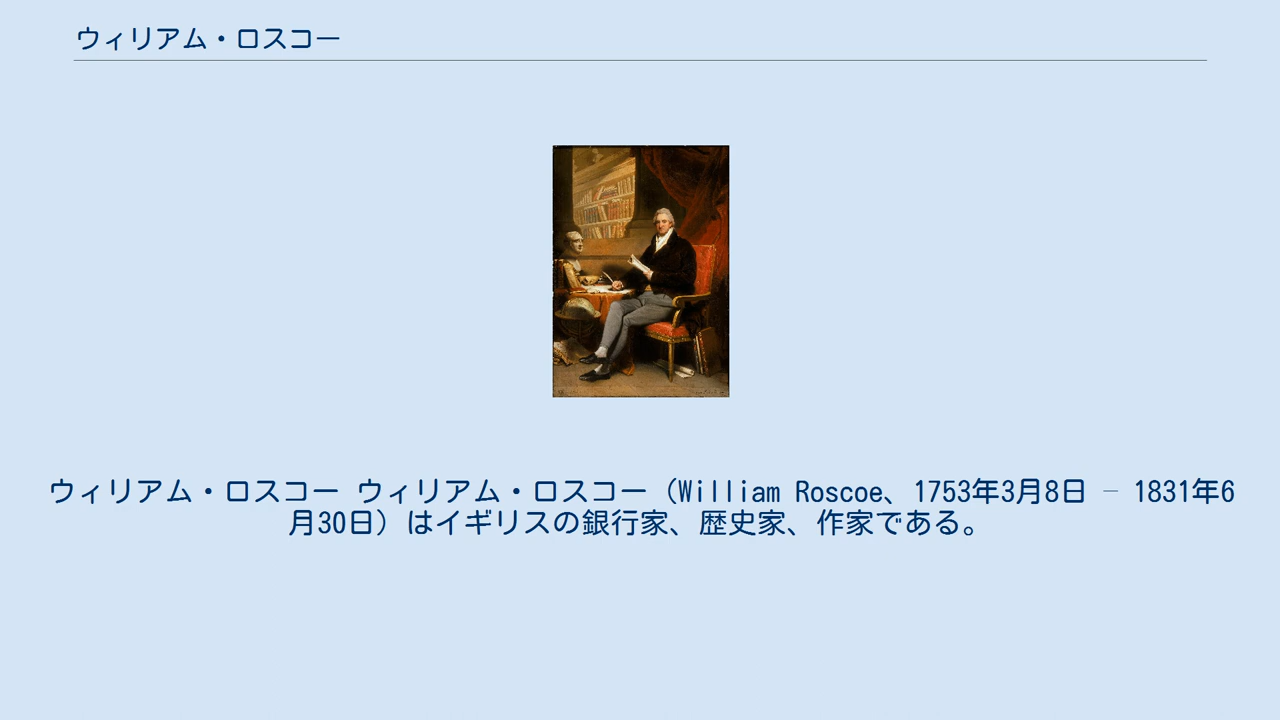 ウィリアム・ロスコー
ウィリアム・ロスコー ウィリアム・ロスコー（William Roscoe、1753年3月8日 – 1831年6
月30日）はイギリスの銀行家、歴史家、作家である。